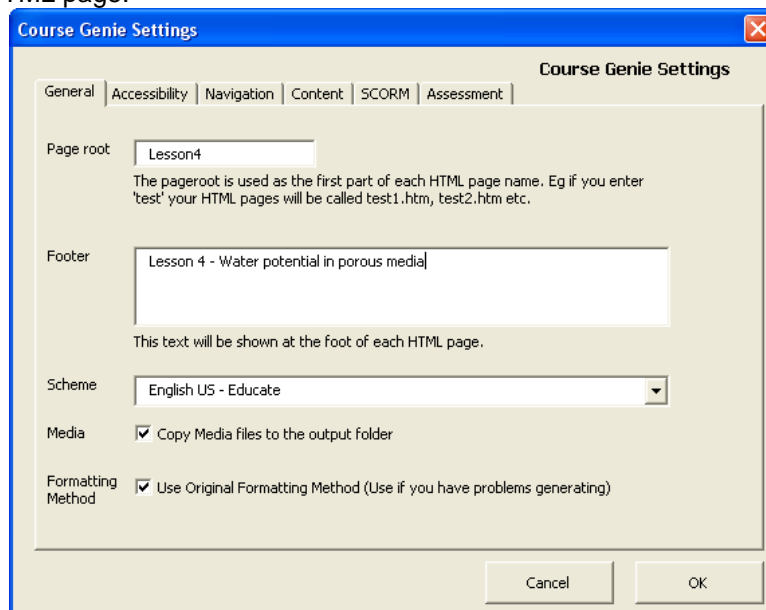 Course Genie Settings
Course Genie Settings
General Accessibility Navigation Content SCORM Assessment
Page root Lesson4
The pageroot is used as the first part of each HTML page name. Eg if you enter
'test' your HTML pages will be called test1.htm, test2.htm etc.
Footer Lesson 4 - Water potential in porous media
This text will be shown at the foot of each HTML page.
Scheme English US - Educate
Media Copy Media files to the output folder
Formatting
Method Use Original Formatting Method (Use if you have problems generating)
Cancel OK